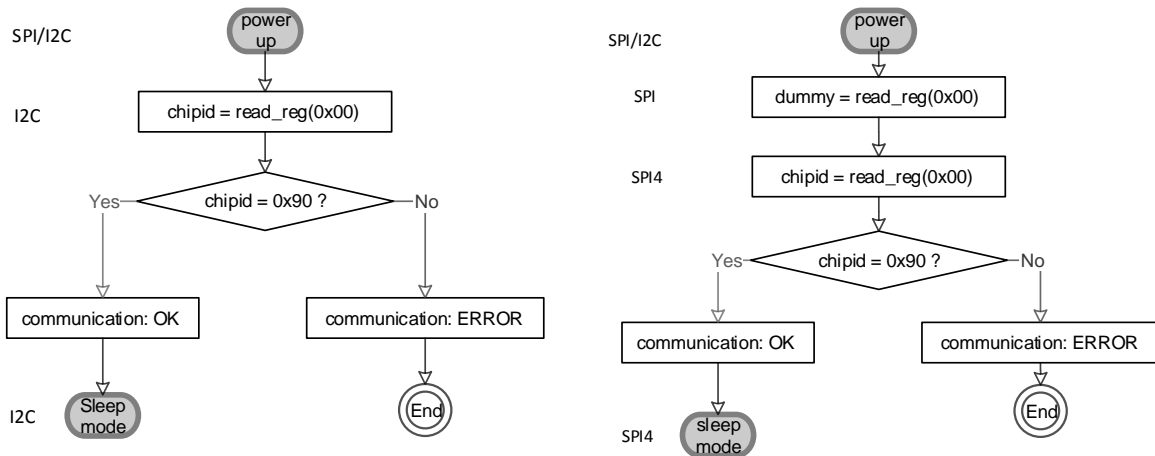 SPI/I2C
power
up
I2C
chipid = read_reg(0x00)
chipid = 0x90 ?
Yes
No
communication: OK
communication: ERROR
I2C
Sleep
mode
End
SPI/I2C
power
up
SPI
dummy = read_reg(0x00)
SPI4
chipid = read_reg(0x00)
chipid = 0x90 ?
Yes
No
communication: OK
communication: ERROR
SPI4
sleep
mode
End